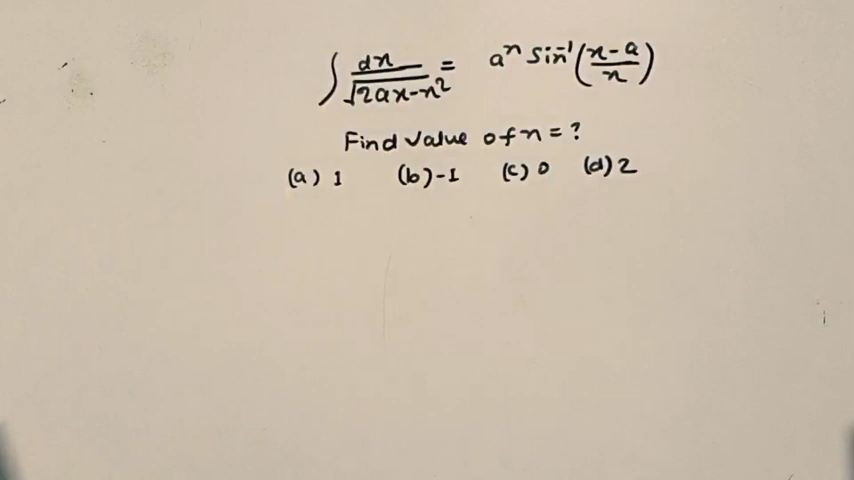 ∫ dx/√(2ax-x²) = aⁿ sin⁻¹((x-a)/x)
Find value of n = ?
(a) 1 (b) -1 (c) 0 (d) 2